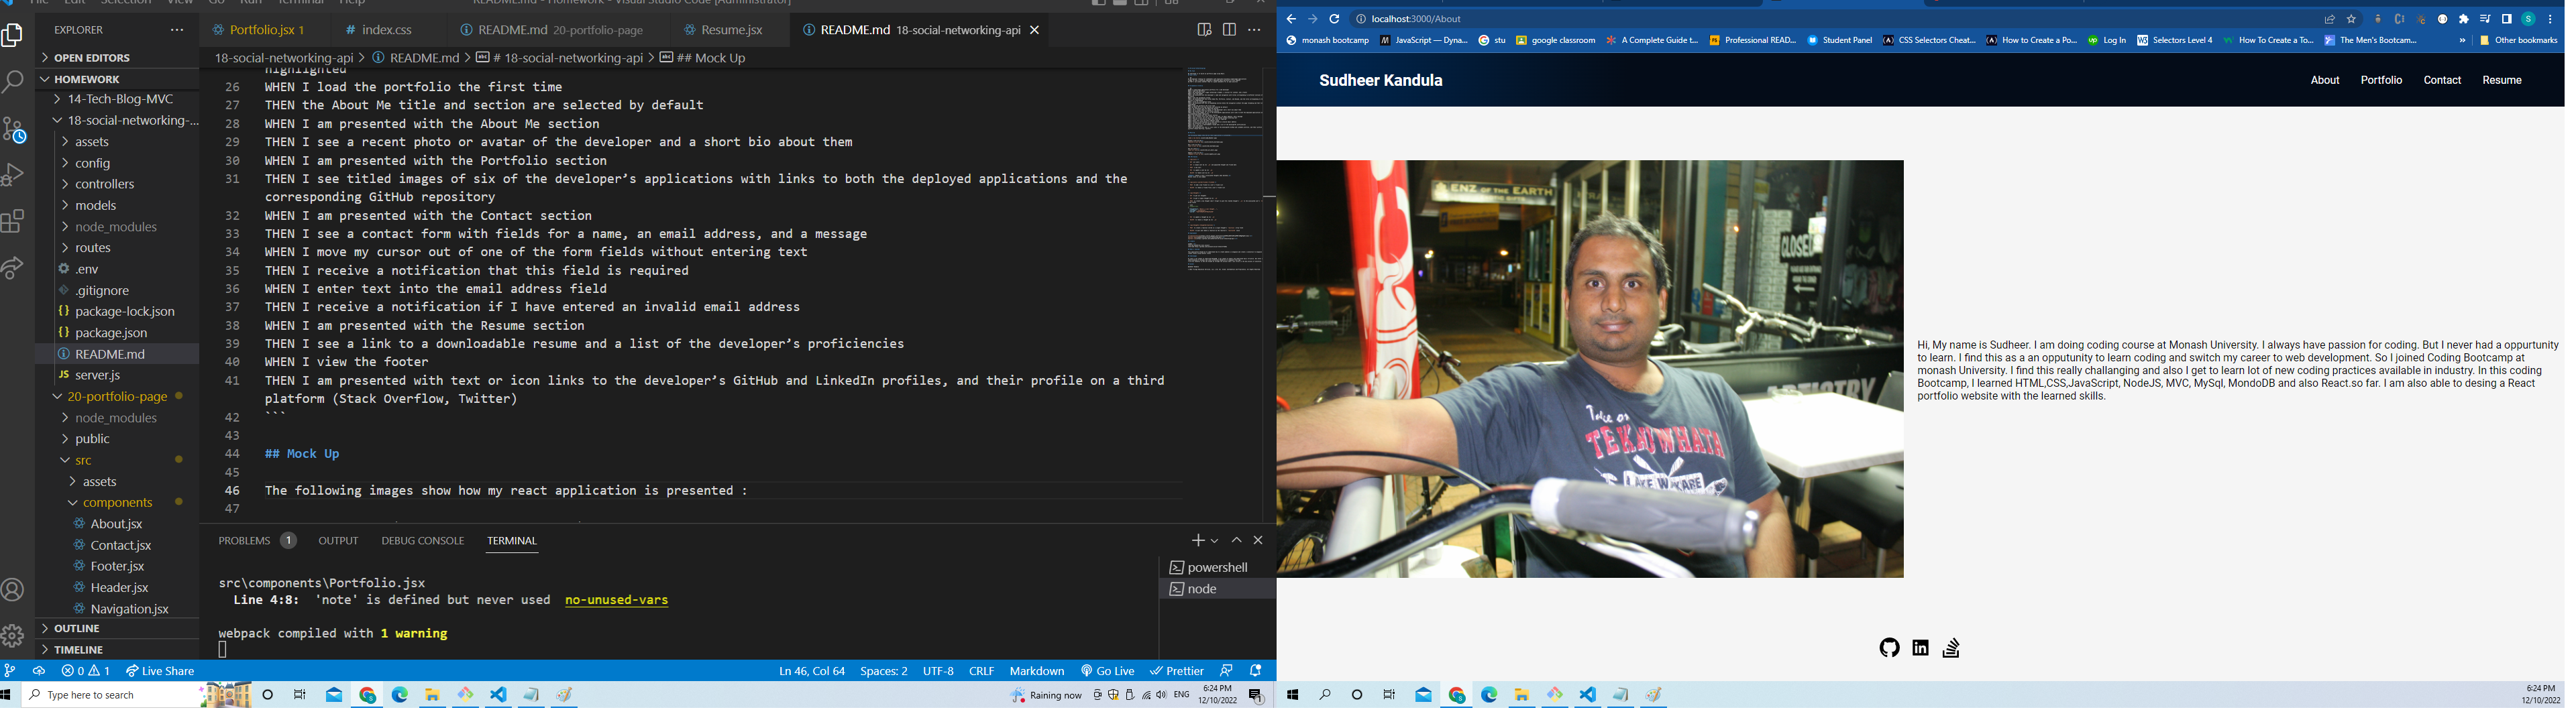 File Edit Selection View Go Run Terminal Help
README.md - Homework - Visual Studio Code [Administrator]
EXPLORER
Portfolio.jsx 1
index.css
README.md 20-portfolio-page
Resume.jsx
README.md 18-social-networking-api
18-social-networking-api > README.md > # 18-social-networking-api > ## Mock Up
OPEN EDITORS
HOMEWORK
14-Tech-Blog-MVC
18-social-networking-...
assets
config
controllers
models
node_modules
routes
.env
.gitignore
package-lock.json
package.json
README.md
server.js
20-portfolio-page
node_modules
public
src
assets
components
About.jsx
Contact.jsx
Footer.jsx
Header.jsx
Navigation.jsx
OUTLINE
TIMELINE
highlighted
26 WHEN I load the portfolio the first time
27 THEN the About Me title and section are selected by default
28 WHEN I am presented with the About Me section
29 THEN I see a recent photo or avatar of the developer and a short bio about them
30 WHEN I am presented with the Portfolio section
31 THEN I see titled images of six of the developer’s applications with links to both the deployed applications and the
corresponding GitHub repository
32 WHEN I am presented with the Contact section
33 THEN I see a contact form with fields for a name, an email address, and a message
34 WHEN I move my cursor out of one of the form fields without entering text
35 THEN I receive a notification that this field is required
36 WHEN I enter text into the email address field
37 THEN I receive a notification if I have entered an invalid email address
38 WHEN I am presented with the Resume section
39 THEN I see a link to a downloadable resume and a list of the developer’s proficiencies
40 WHEN I view the footer
41 THEN I am presented with text or icon links to the developer’s GitHub and LinkedIn profiles, and their profile on a third
platform (Stack Overflow, Twitter)
42 ```
43
44 ## Mock Up
45
46 The following images show how my react application is presented :
47
PROBLEMS 1 OUTPUT DEBUG CONSOLE TERMINAL
src\components\Portfolio.jsx
Line 4:8: 'note' is defined but never used no-unused-vars
webpack compiled with 1 warning
powershell
node
0 1 Live Share
Ln 46, Col 64 Spaces: 2 UTF-8 CRLF Markdown Go Live Prettier
Type here to search
Raining now
ENG
6:24 PM
12/10/2022
1
localhost:3000/About
S
monash bootcamp
JavaScript — Dyna...
stu
google classroom
A Complete Guide t...
Professional READ...
Student Panel
CSS Selectors Cheat...
How to Create a Po...
Log In
Selectors Level 4
How To Create a To...
The Men's Bootcam...
»
Other bookmarks
Sudheer Kandula
About Portfolio Contact Resume
ENZ OF THE EARTH
CLOSED
ARTISTRY
Take or
TE KAUWHATA
LAKE WAIKARE
Hi, My name is Sudheer. I am doing coding course at Monash University. I always have passion for coding. But I never had a oppurtunity
to learn. I find this as a an opputunity to learn coding and switch my career to web development. So I joined Coding Bootcamp at
monash University. I find this really challanging and also I get to learn lot of new coding practices available in industry. In this coding
Bootcamp, I learned HTML,CSS,JavaScript, NodeJS, MVC, MySql, MondoDB and also React.so far. I am also able to desing a React
portfolio website with the learned skills.
6:24 PM
12/10/2022